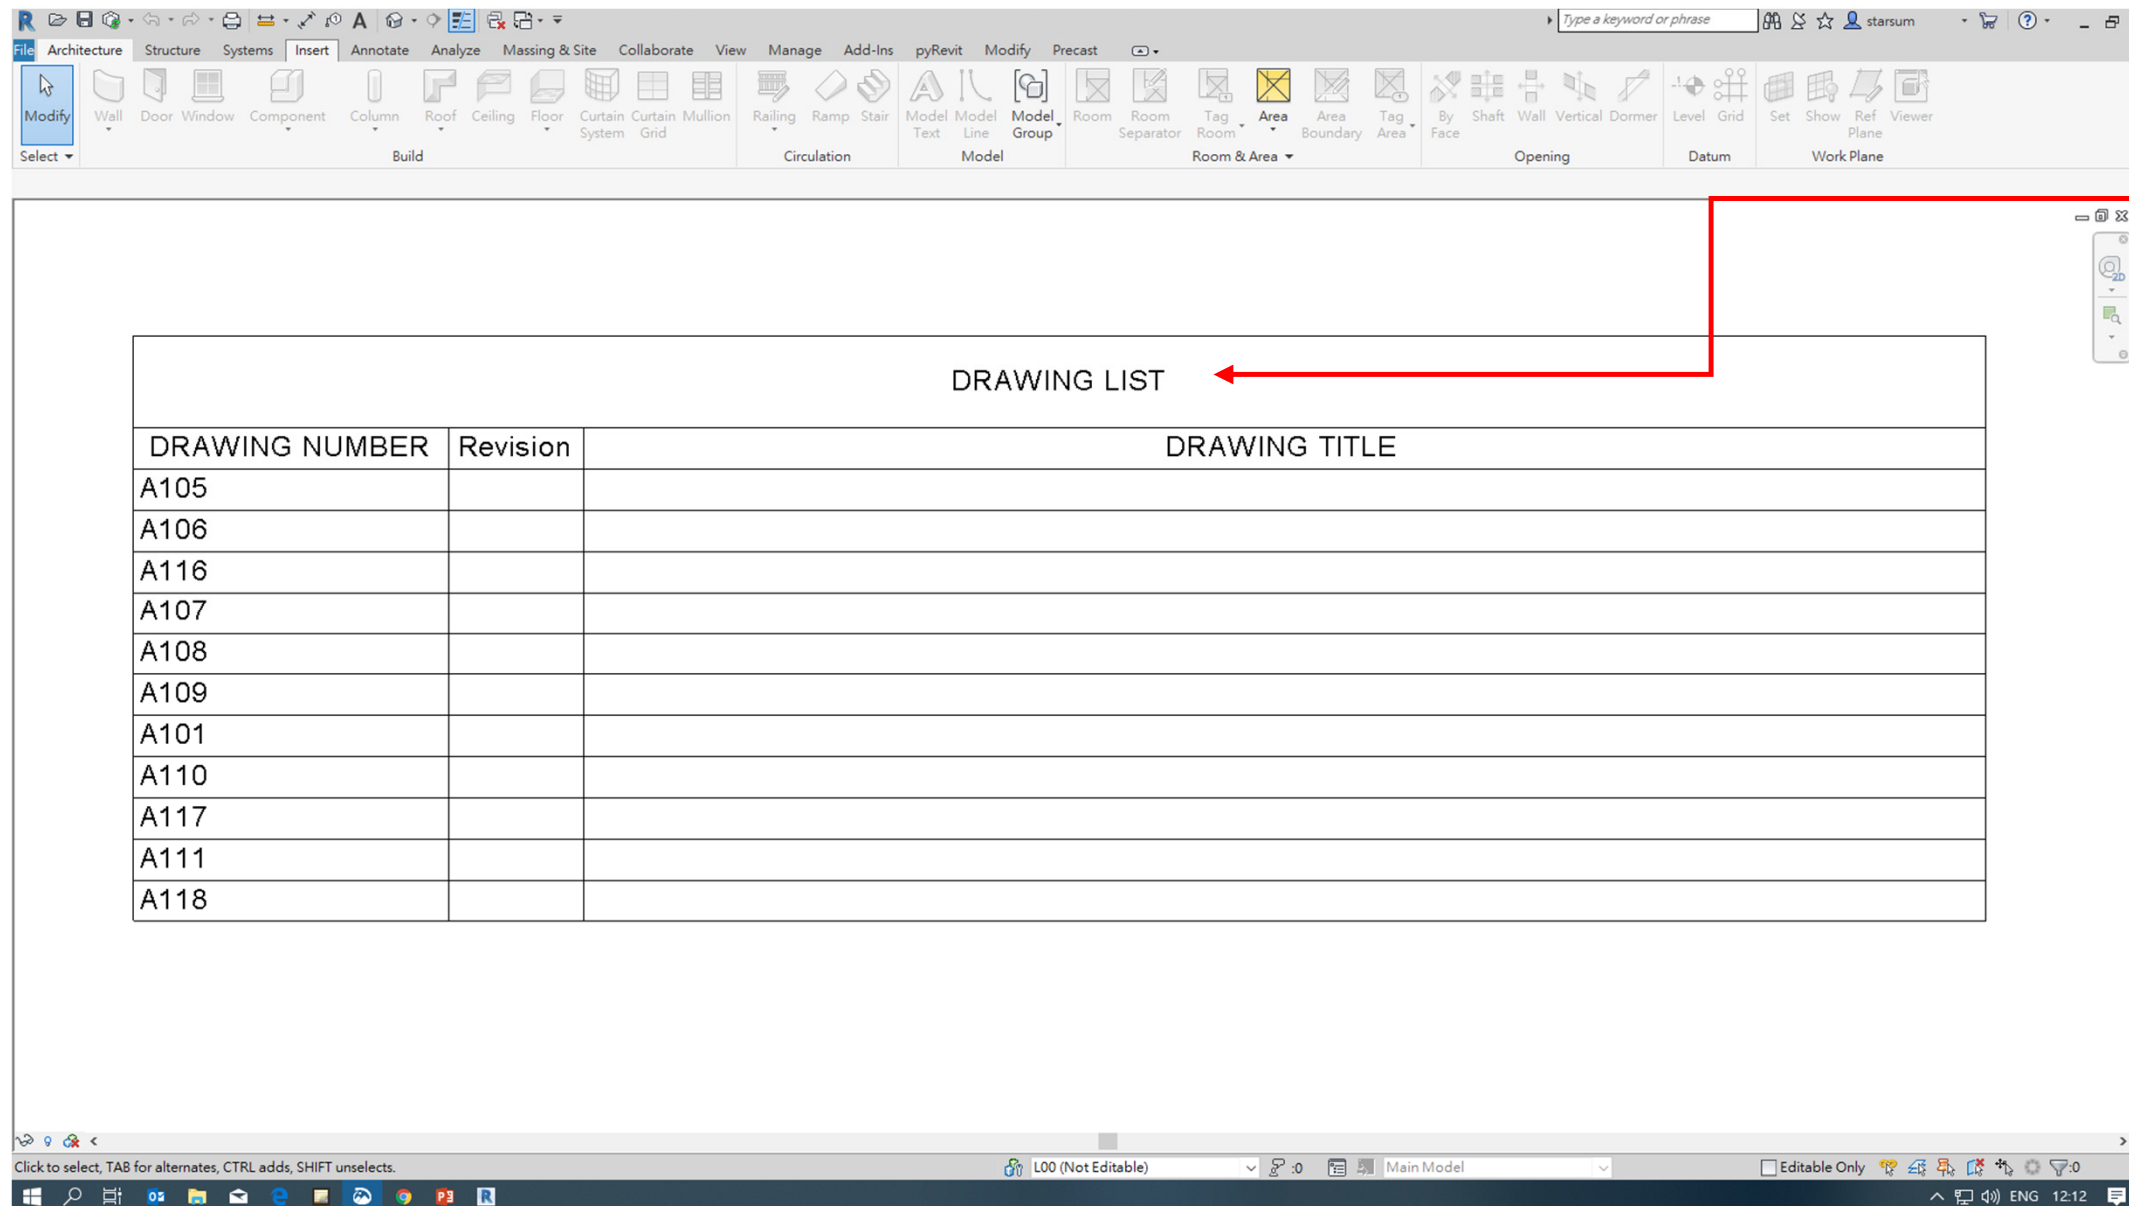 Type a keyword or phrase
starsum
File Architecture Structure Systems Insert Annotate Analyze Massing & Site Collaborate View Manage Add-Ins pyRevit Modify Precast
Modify Wall Door Window Component Column Roof Ceiling Floor Curtain System Curtain Grid Mullion Railing Ramp Stair Model Text Model Line Model Group Room Room Separator Tag Room Area Area Boundary Tag Area By Face Shaft Wall Vertical Dormer Level Grid Set Show Ref Plane Viewer
Select Build Circulation Model Room & Area Opening Datum Work Plane
2D
DRAWING LIST
DRAWING NUMBER Revision DRAWING TITLE
A105
A106
A116
A107
A108
A109
A101
A110
A117
A111
A118
Click to select, TAB for alternates, CTRL adds, SHIFT unselects.
L00 (Not Editable) :0 Main Model Editable Only :0
ENG 12:12